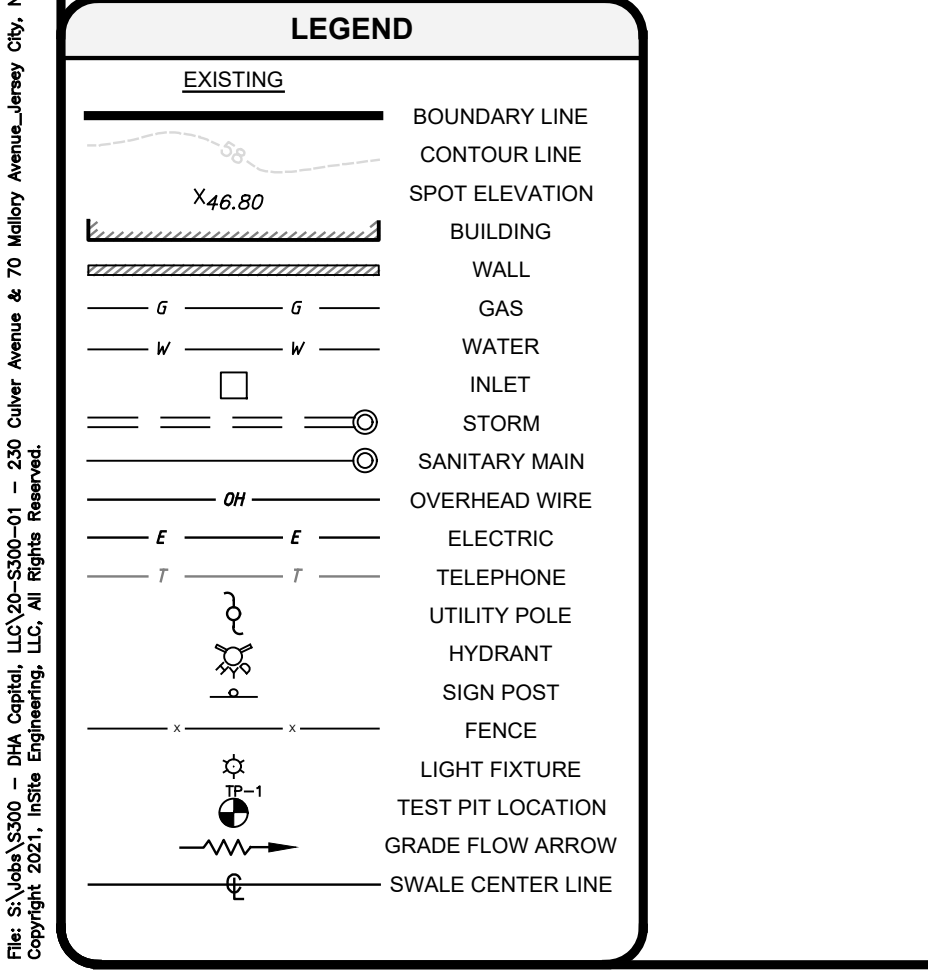 LEGEND
EXISTING
BOUNDARY LINE
58
CONTOUR LINE
X46.80
SPOT ELEVATION
BUILDING
WALL
G G
GAS
W W
WATER
INLET
STORM
SANITARY MAIN
OH
OVERHEAD WIRE
E E
ELECTRIC
T T
TELEPHONE
UTILITY POLE
HYD
HYDRANT
SIGN POST
x x
FENCE
LIGHT FIXTURE
TP-1
TEST PIT LOCATION
GRADE FLOW ARROW
℄
SWALE CENTER LINE
File: S:\Jobs\S300 - DHA Capital, LLC\20-S300-01 - 230 Culver Avenue & 70 Mallory Avenue_Jersey City,
Copyright 2021, InSite Engineering, LLC, All Rights Reserved.